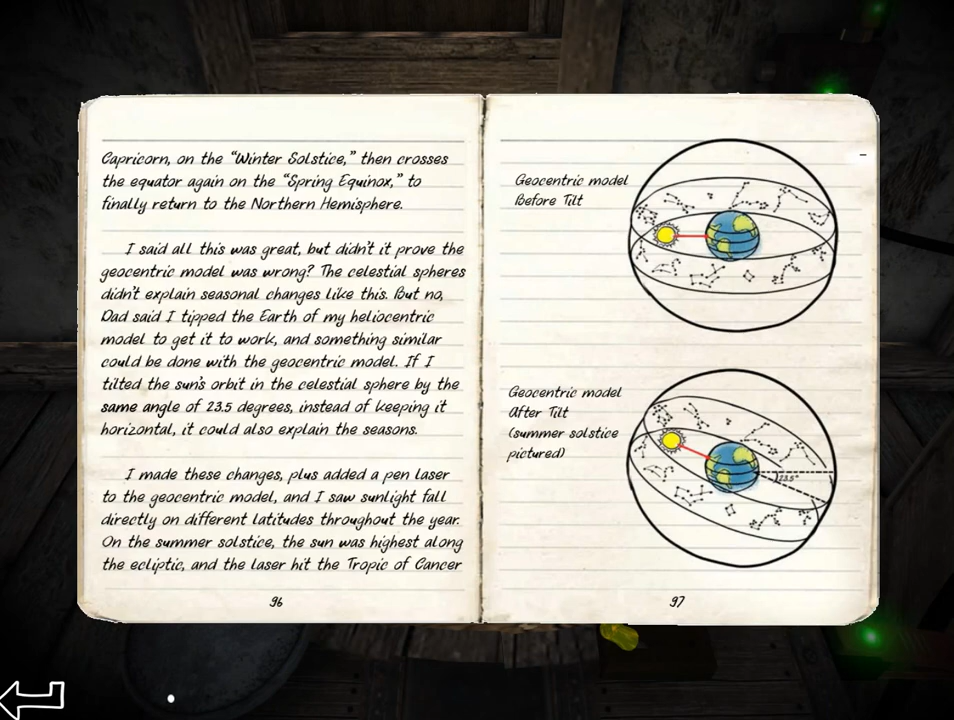 Capricorn, on the “Winter Solstice,” then crosses
the equator again on the “Spring Equinox,” to
finally return to the Northern Hemisphere.
I said all this was great, but didn’t it prove the
geocentric model was wrong? The celestial spheres
didn’t explain seasonal changes like this. But no,
Dad said I tipped the Earth of my heliocentric
model to get it to work, and something similar
could be done with the geocentric model. If I
tilted the sun’s orbit in the celestial sphere by the
same angle of 23.5 degrees, instead of keeping it
horizontal, it could also explain the seasons.
I made these changes, plus added a pen laser
to the geocentric model, and I saw sunlight fall
directly on different latitudes throughout the year.
On the summer solstice, the sun was highest along
the ecliptic, and the laser hit the Tropic of Cancer
96
Geocentric model
Before Tilt
Geocentric model
After Tilt
(summer solstice
pictured)
23.5°
97